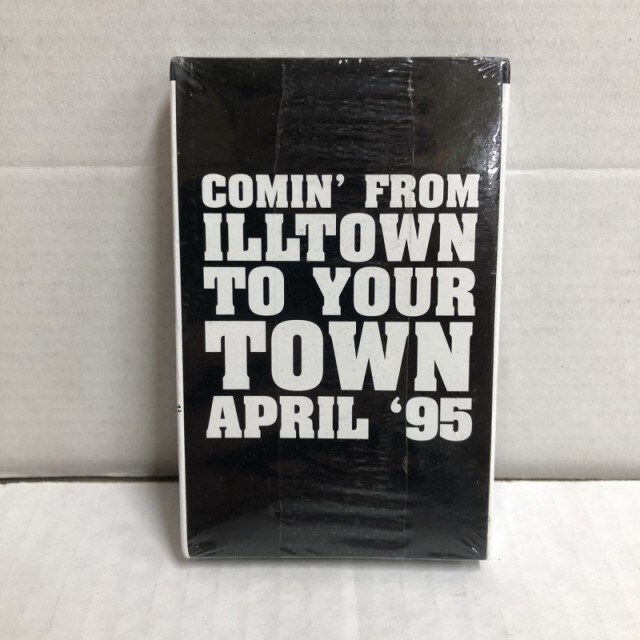 COMIN' FROM
ILLTOWN
TO YOUR
TOWN
APRIL '95